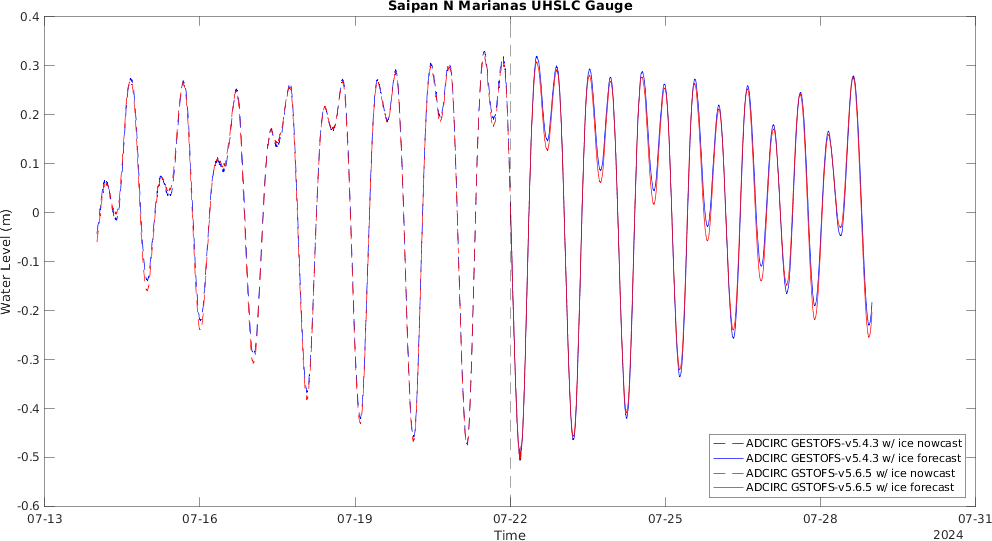 Saipan N Marianas UHSLC Gauge
0.4
0.3
0.2
0.1
0
-0.1
-0.2
-0.3
-0.4
-0.5
-0.6
Water Level (m)
07-13 07-16 07-19 07-22 07-25 07-28 07-31
Time
2024
ADCIRC GESTOFS-v5.4.3 w/ ice nowcast
ADCIRC GESTOFS-v5.4.3 w/ ice forecast
ADCIRC GSTOFS-v5.6.5 w/ ice nowcast
ADCIRC GSTOFS-v5.6.5 w/ ice forecast